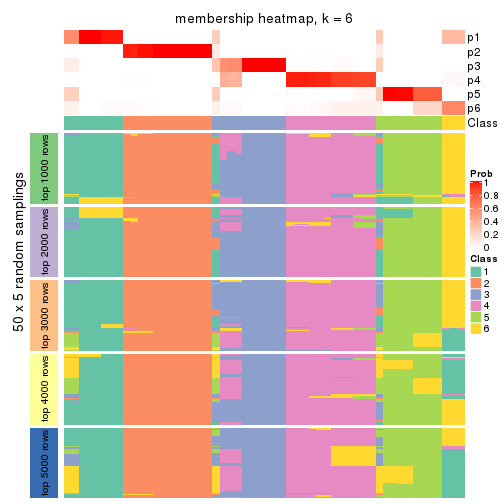 membership heatmap, k = 6
p1
p2
p3
p4
p5
p6
Class
50 x 5 random samplings
top 1000 rows
top 2000 rows
top 3000 rows
top 4000 rows
top 5000 rows
Prob
1
0.8
0.6
0.4
0.2
0
Class
1
2
3
4
5
6